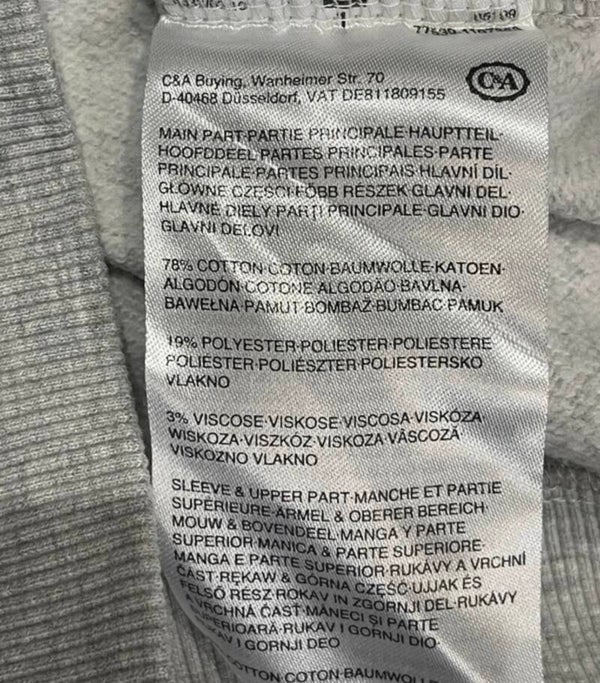 C&A Buying, Wanheimer Str. 70
D-40468 Düsseldorf, VAT DE811809155
C&A
MAIN PART·PARTIE PRINCIPALE·HAUPTTEIL·
HOOFDDEEL·PARTES PRINCIPALES·PARTE
PRINCIPALE·PARTES PRINCIPAIS·HLAVNÍ DÍL·
GŁÓWNE CZĘŚCI·FŐBB RÉSZEK·GLAVNI DEL·
HLAVNÉ DIELY·PARTI PRINCIPALE·GLAVNI DIO·
GLAVNI DELOVI
78% COTTON·COTON·BAUMWOLLE·KATOEN·
ALGODÓN·COTONE·ALGODÃO·BAVLNA·
BAWEŁNA·PAMUT·BOMBAŽ·BUMBAC·PAMUK
19% POLYESTER·POLIESTER·POLIESTERE
POLIESTER·POLIÉSZTER·POLIESTERSKO
VLAKNO
3% VISCOSE·VISKOSE·VISCOSA·VISKÓZA
WISKOZA·VISZKÓZ·VISKOZA·VÂSCOZĂ
VISKOZNO VLAKNO
SLEEVE & UPPER PART·MANCHE ET PARTIE
SUPÉRIEURE·ÄRMEL & OBERER BEREICH·
MOUW & BOVENDEEL·MANGA Y PARTE
SUPERIOR·MANICA & PARTE SUPERIORE·
MANGA E PARTE SUPERIOR·RUKÁVY A VRCHNÍ
ČÁST·RĘKAW & GÓRNA CZĘŚĆ·UJJAK ÉS
FELSŐ RÉSZ·ROKAV IN ZGORNJI DEL·RUKÁVY
VRCHNÁ ČASŤ·MÂNECI ȘI PARTE
SUPERIOARĂ·RUKAV I GORNJI DIO·
I GORNJI DEO
COTTON·COTON·BAUMWOLLE